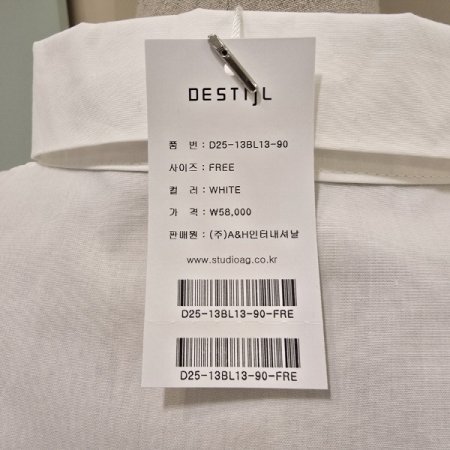 DESTIJL
품 번 : D25-13BL13-90
사이즈 : FREE
컬 러 : WHITE
가 격 : ₩58,000
판매원 : (주)A&H인터내셔날
www.studioag.co.kr
D25-13BL13-90-FRE
D25-13BL13-90-FRE